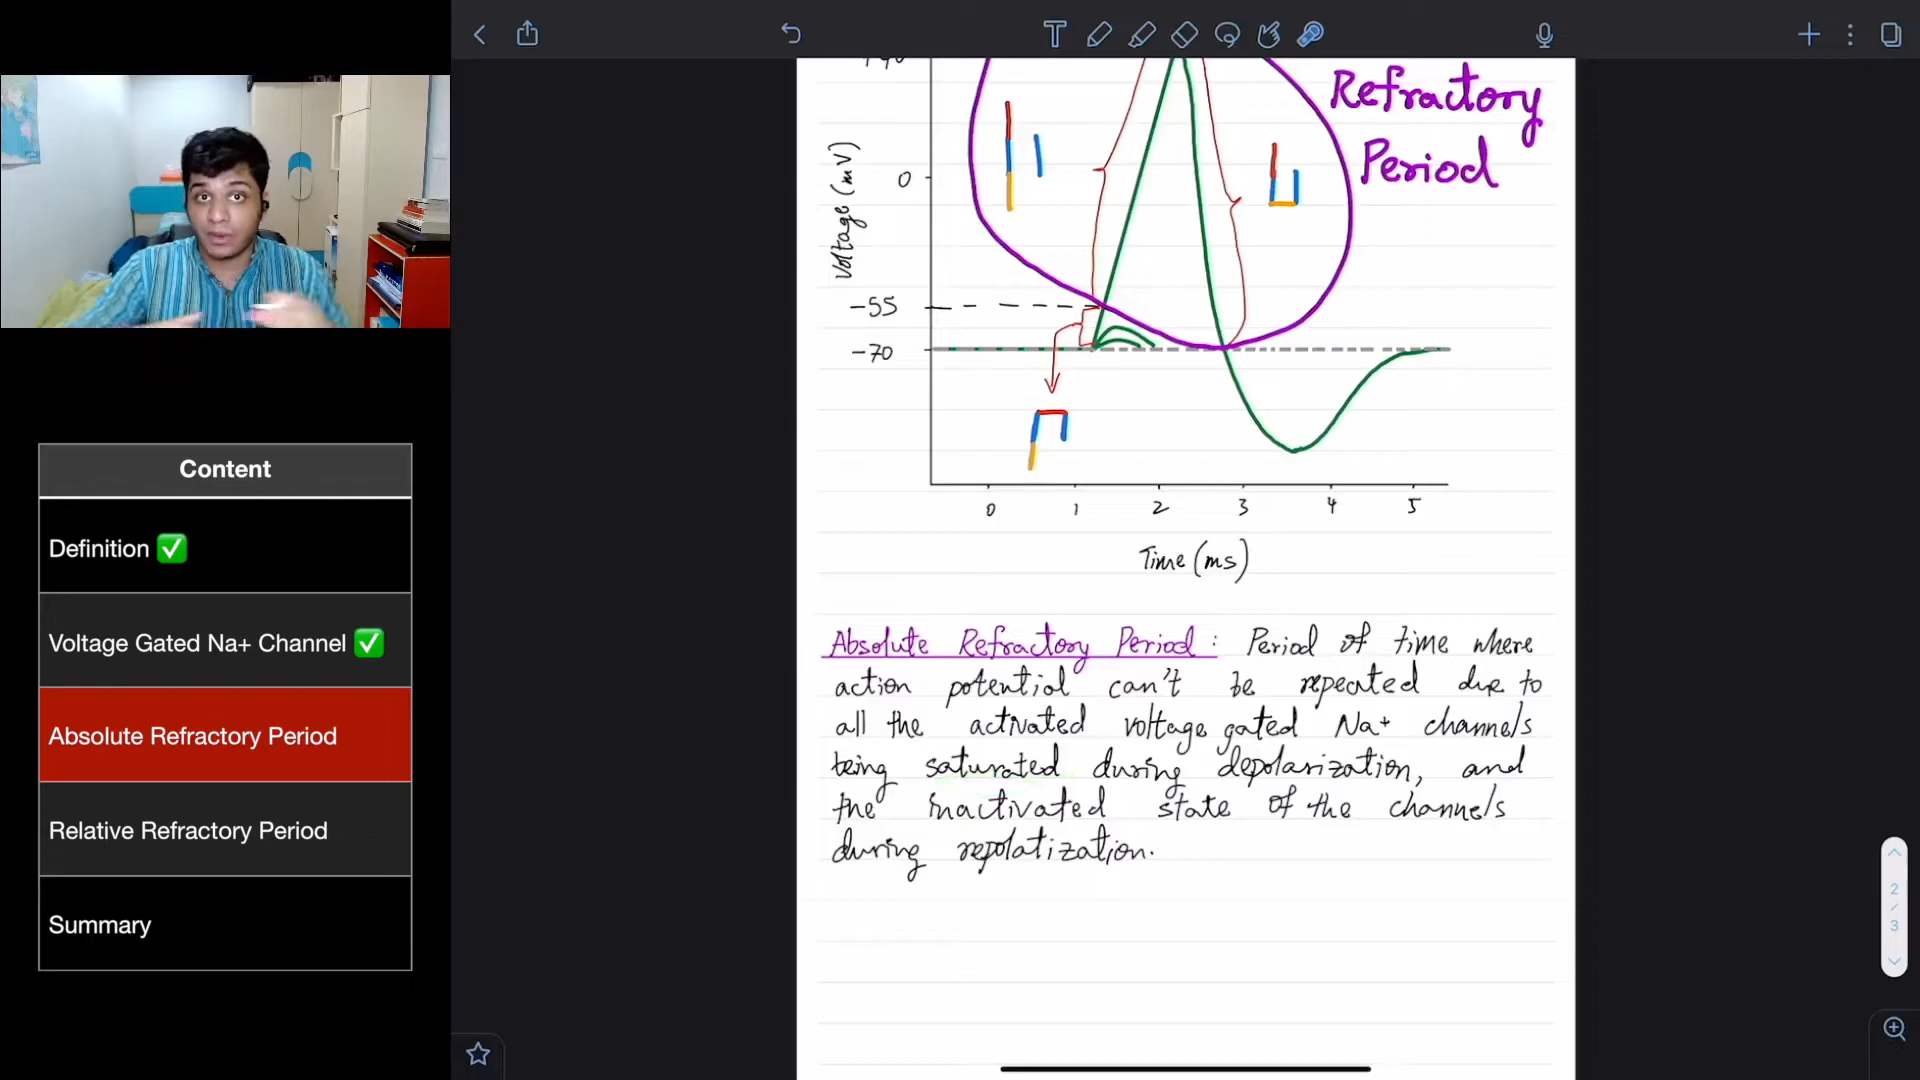 Content
Definition ✅
Voltage Gated Na+ Channel ✅
Absolute Refractory Period
Relative Refractory Period
Summary
+40
Refractory
Period
Voltage (mV)
0
-55
-70
0 1 2 3 4 5
Time (ms)
Absolute Refractory Period : Period of time where
action potential can't be repeated due to
all the activated voltage gated Na+ channels
being saturated during depolarization, and
the inactivated state of the channels
during repolatization.
2
/
3